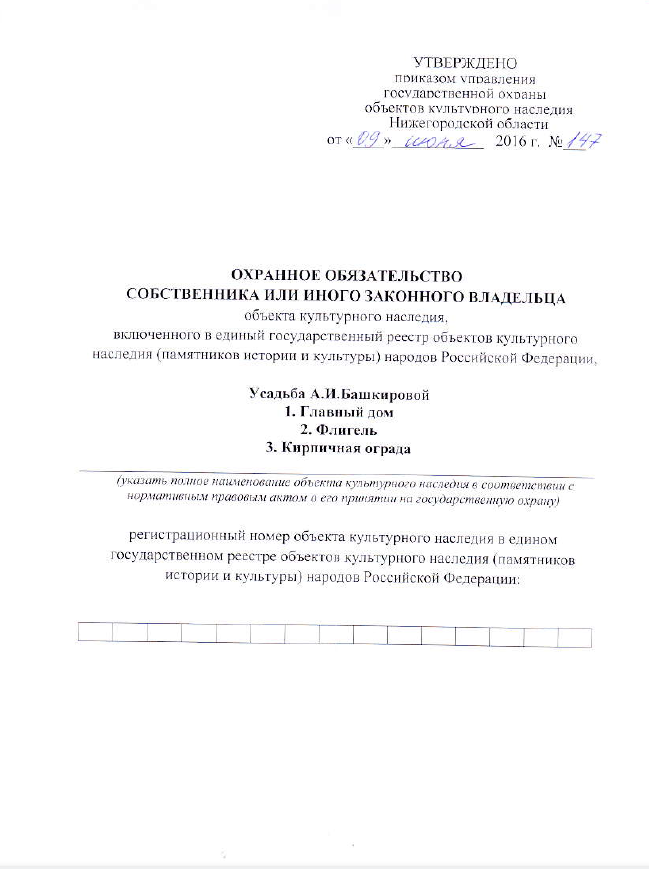 УТВЕРЖДЕНО
приказом управления
государственной охраны
объектов культурного наследия
Нижегородской области
от «09» июня 2016 г. № 147
ОХРАННОЕ ОБЯЗАТЕЛЬСТВО
СОБСТВЕННИКА ИЛИ ИНОГО ЗАКОННОГО ВЛАДЕЛЬЦА
объекта культурного наследия,
включенного в единый государственный реестр объектов культурного
наследия (памятников истории и культуры) народов Российской Федерации,
Усадьба А.И.Башкировой
1. Главный дом
2. Флигель
3. Кирпичная ограда
(указать полное наименование объекта культурного наследия в соответствии с
нормативным правовым актом о его принятии на государственную охрану)
регистрационный номер объекта культурного наследия в едином
государственном реестре объектов культурного наследия (памятников
истории и культуры) народов Российской Федерации: